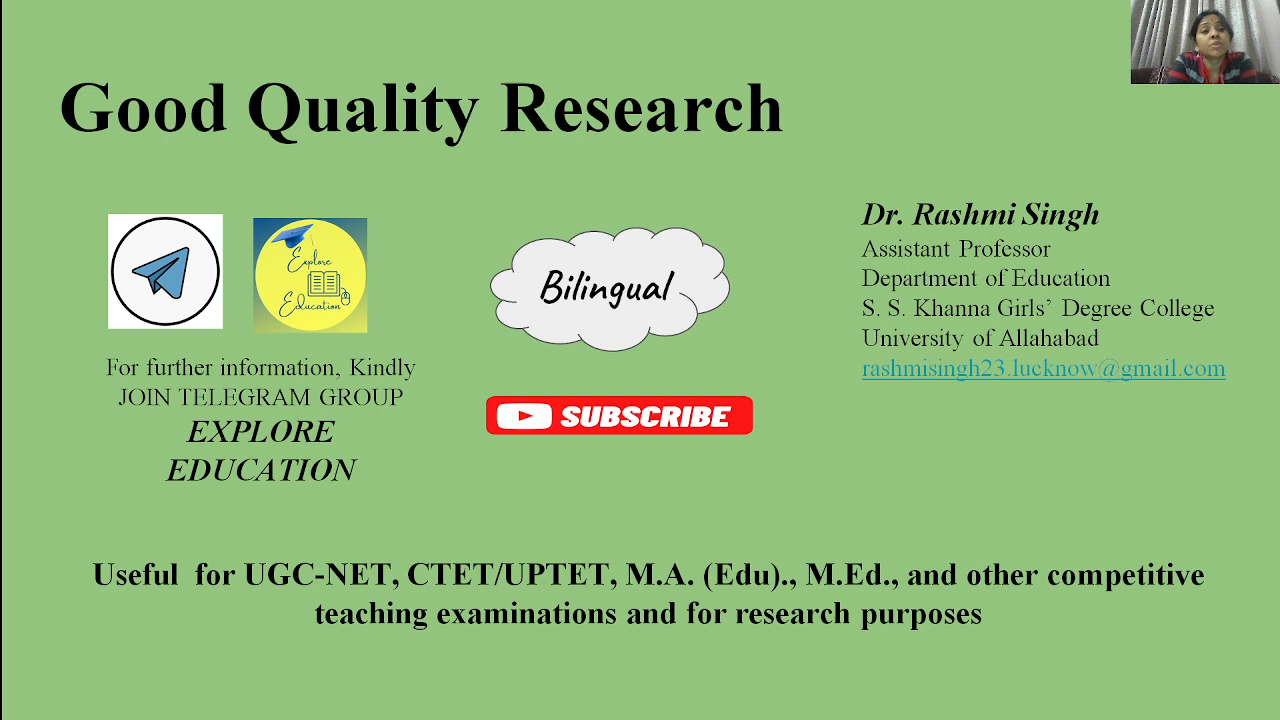 Good Quality Research
Explore
Education
For further information, Kindly
JOIN TELEGRAM GROUP
EXPLORE
EDUCATION
Bilingual
SUBSCRIBE
Dr. Rashmi Singh
Assistant Professor
Department of Education
S. S. Khanna Girls’ Degree College
University of Allahabad
rashmisingh23.lucknow@gmail.com
Useful for UGC-NET, CTET/UPTET, M.A. (Edu)., M.Ed., and other competitive
teaching examinations and for research purposes